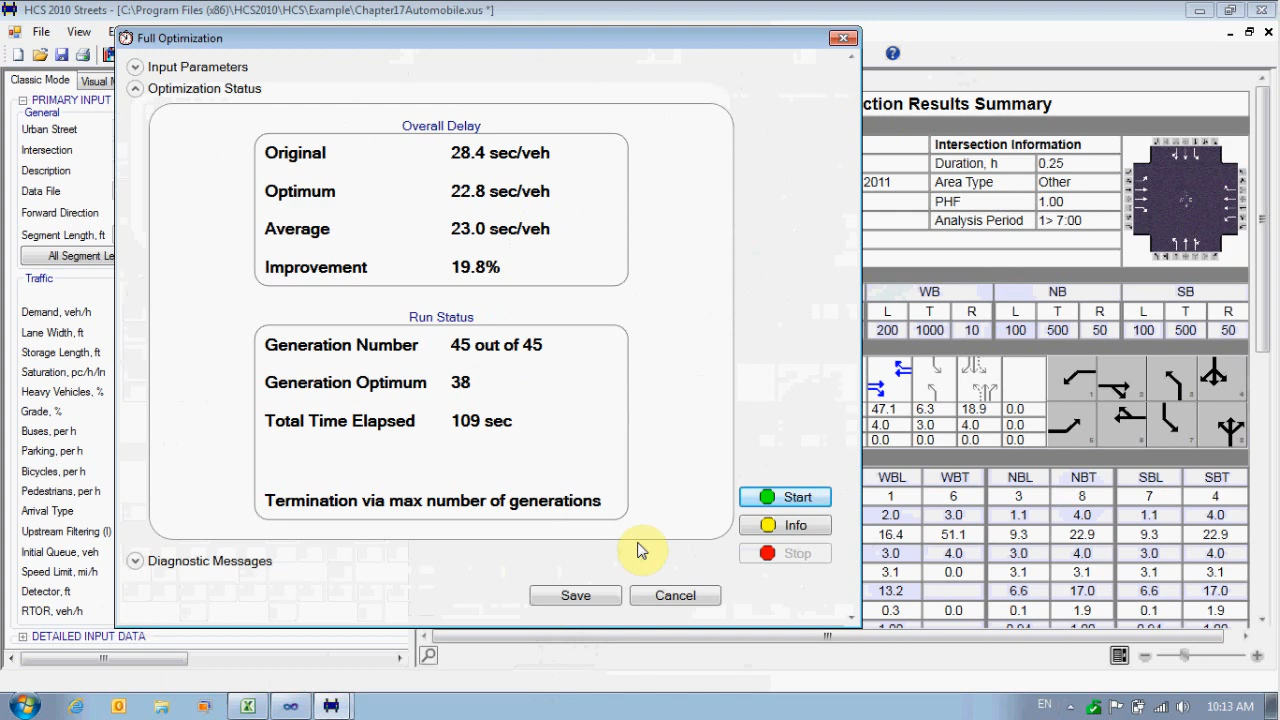 HCS 2010 Streets - [C:\Program Files (x86)\HCS2010\HCS\Example\Chapter17Automobile.xus *]
File View
Full Optimization
Classic Mode Visual M
PRIMARY INPUT
General
Urban Street
Intersection
Description
Data File
Forward Direction
Segment Length, ft
All Segment Le
Traffic
Demand, veh/h
Lane Width, ft
Storage Length, ft
Saturation, pc/h/ln
Heavy Vehicles, %
Grade, %
Buses, per h
Parking, per h
Bicycles, per h
Pedestrians, per h
Arrival Type
Upstream Filtering (I)
Initial Queue, veh
Speed Limit, mi/h
Detector, ft
RTOR, veh/h
DETAILED INPUT DATA
Input Parameters
Optimization Status
Overall Delay
Original 28.4 sec/veh
Optimum 22.8 sec/veh
Average 23.0 sec/veh
Improvement 19.8%
Run Status
Generation Number 45 out of 45
Generation Optimum 38
Total Time Elapsed 109 sec
Termination via max number of generations
Start
Info
Stop
Diagnostic Messages
Save Cancel
ction Results Summary
Intersection Information
Duration, h 0.25
2011 Area Type Other
PHF 1.00
Analysis Period 1> 7:00
WB NB SB
L T R L T R L T R
200 1000 10 100 500 50 100 500 50
47.1 6.3 18.9 0.0
4.0 3.0 4.0 0.0
0.0 0.0 0.0 0.0
WBL WBT NBL NBT SBL SBT
1 6 3 8 7 4
2.0 3.0 1.1 4.0 1.1 4.0
16.4 51.1 9.3 22.9 9.3 22.9
3.0 4.0 3.0 4.0 3.0 4.0
3.1 0.0 3.1 3.1 3.1 3.1
13.2 6.6 17.0 6.6 17.0
0.3 0.0 0.1 1.9 0.1 1.9
EN 10:13 AM